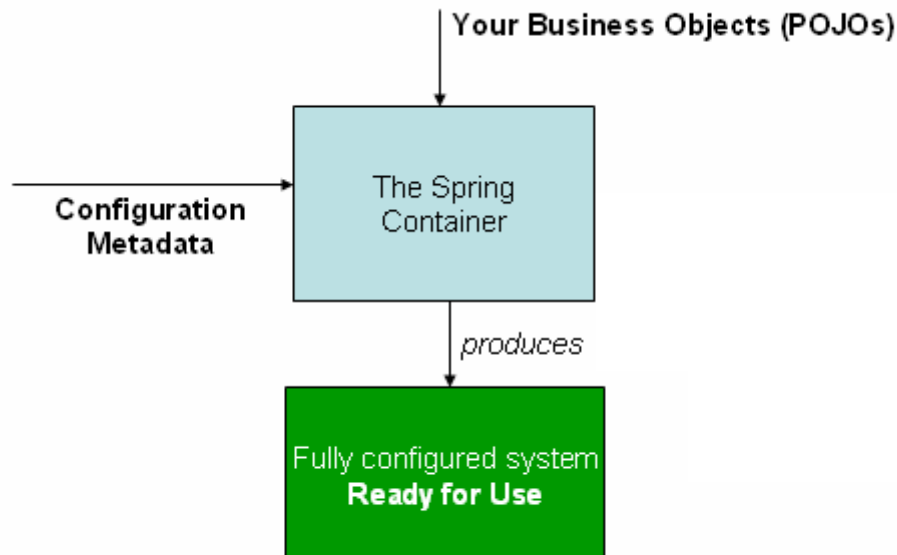 Your Business Objects (POJOs)
The Spring
Container
Configuration
Metadata
produces
Fully configured system
Ready for Use